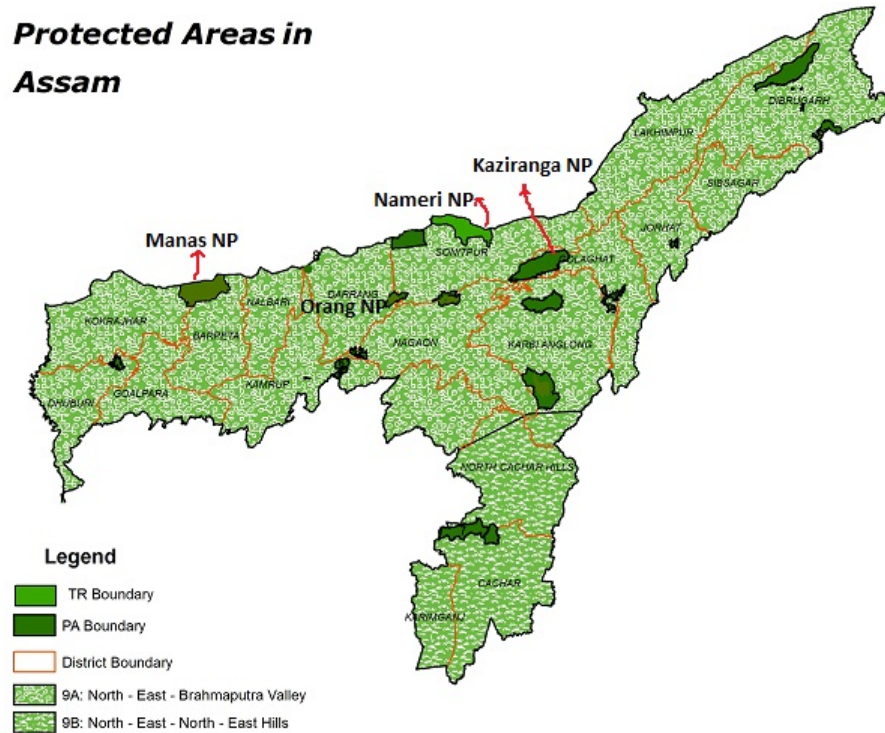 Protected Areas in
Assam
Kaziranga NP
Nameri NP
Manas NP
Orang NP
DIBRUGARH
LAKHIMPUR
SIBSAGAR
JORHAT
GOLAGHAT
SONITPUR
DARRANG
NALBARI
KOKRAJHAR
BARPETA
NAGAON
KARBI ANGLONG
KAMRUP
GOALPARA
DHUBURI
NORTH CACHAR HILLS
CACHAR
KARIMGANJ
Legend
TR Boundary
PA Boundary
District Boundary
9A: North - East - Brahmaputra Valley
9B: North - East - North - East Hills